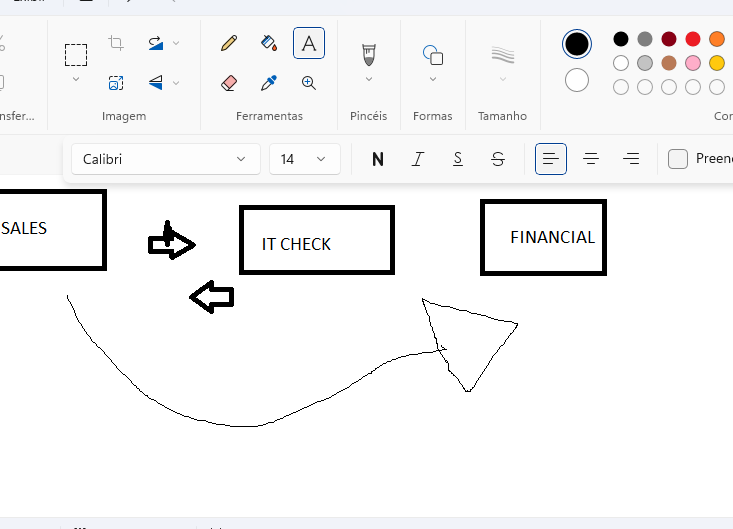 nsfer...
Imagem
Ferramentas
Pincéis
Formas
Tamanho
Cor
Calibri
14
N I S S
Preen
SALES
IT CHECK
FINANCIAL